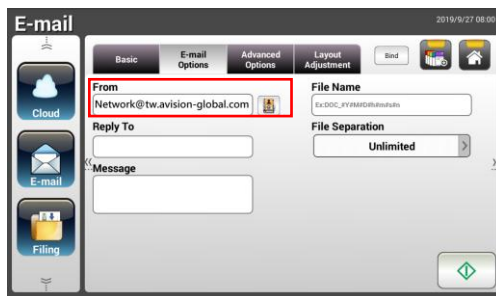 E-mail
2019/9/27 08:00
Basic
E-mail Options
Advanced Options
Layout Adjustment
Bind
Cloud
E-mail
Filing
From
Network@tw.avision-global.com
Reply To
Message
File Name
File Separation
Unlimited